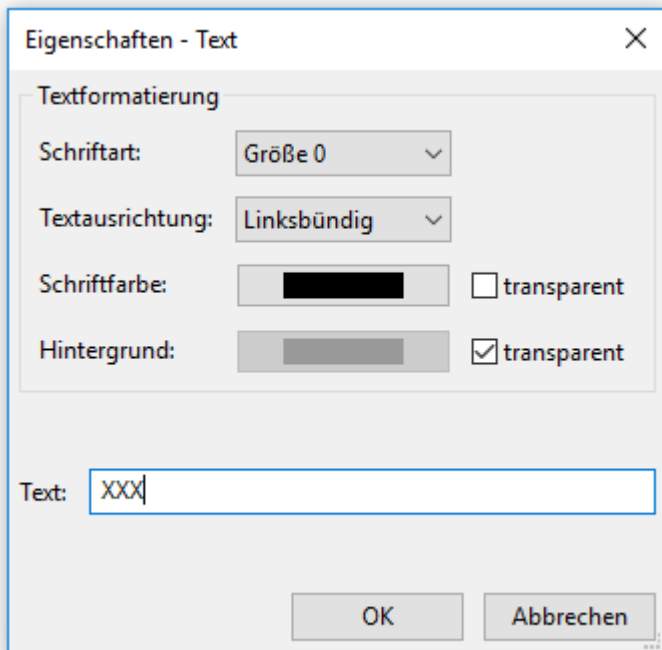 Eigenschaften - Text
Textformatierung
Schriftart: Größe 0
Textausrichtung: Linksbündig
Schriftfarbe: transparent
Hintergrund: transparent
Text: XXX
OK Abbrechen